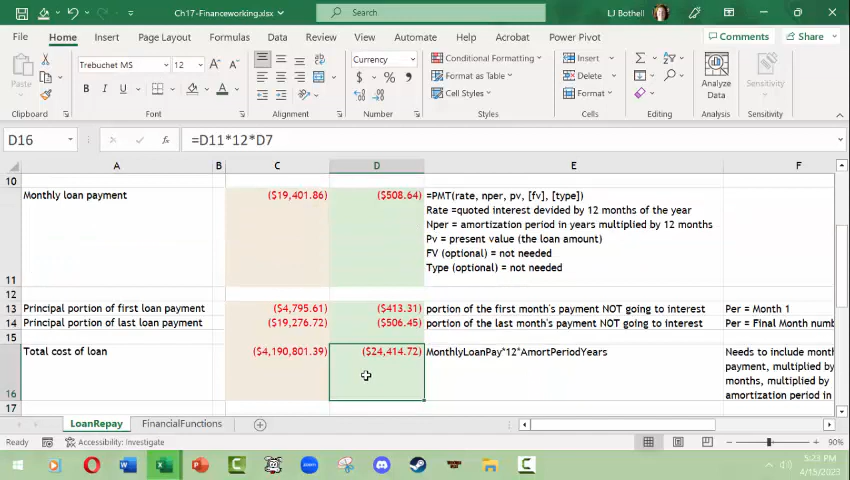 Ch17-Financeworking.xlsx
Search
LJ Bothell
File Home Insert Page Layout Formulas Data Review View Automate Help Acrobat Power Pivot
Comments Share
Paste
Trebuchet MS 12
Currency
Conditional Formatting
Format as Table
Cell Styles
Insert
Delete
Format
Analyze Data
Sensitivity
Clipboard Font Alignment Number Styles Cells Editing Analysis Sensitivity
D16 =D11*12*D7
A B C D E F
10
Monthly loan payment ($19,401.86) ($508.64) =PMT(rate, nper, pv, [fv], [type])
Rate =quoted interest devided by 12 months of the year
Nper = amortization period in years multiplied by 12 months
Pv = present value (the loan amount)
FV (optional) = not needed
Type (optional) = not needed
11
12
13 Principal portion of first loan payment ($4,795.61) ($413.31) portion of the first month's payment NOT going to interest Per = Month 1
14 Principal portion of last loan payment ($19,276.72) ($506.45) portion of the last month's payment NOT going to interest Per = Final Month numb
15
Total cost of loan ($4,190,801.39) ($24,414.72) MonthlyLoanPay*12*AmortPeriodYears Needs to include month
payment, multiplied by
months, multiplied by
16 amortization period in
17
LoanRepay FinancialFunctions
Ready Accessibility: Investigate 90%
5:23 PM
4/15/2023